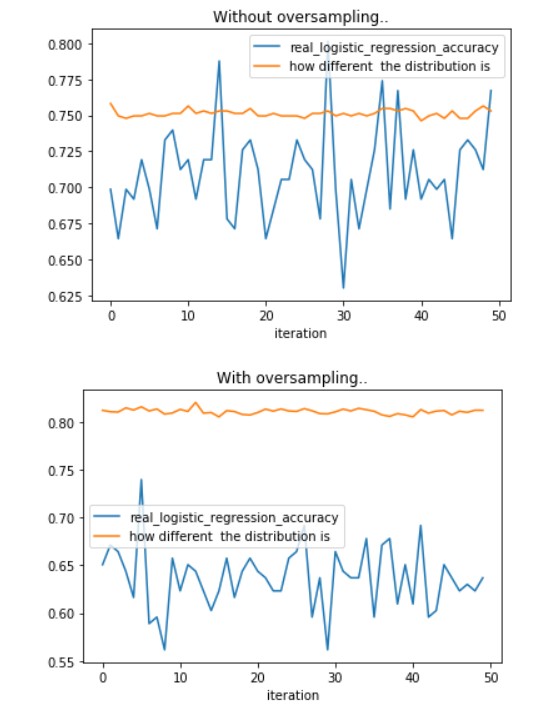 Without oversampling..
real_logistic_regression_accuracy
how different  the distribution is
0.800
0.775
0.750
0.725
0.700
0.675
0.650
0.625
0 10 20 30 40 50
iteration
With oversampling..
0.80
0.75
0.70
real_logistic_regression_accuracy
how different  the distribution is
0.65
0.60
0.55
0 10 20 30 40 50
iteration